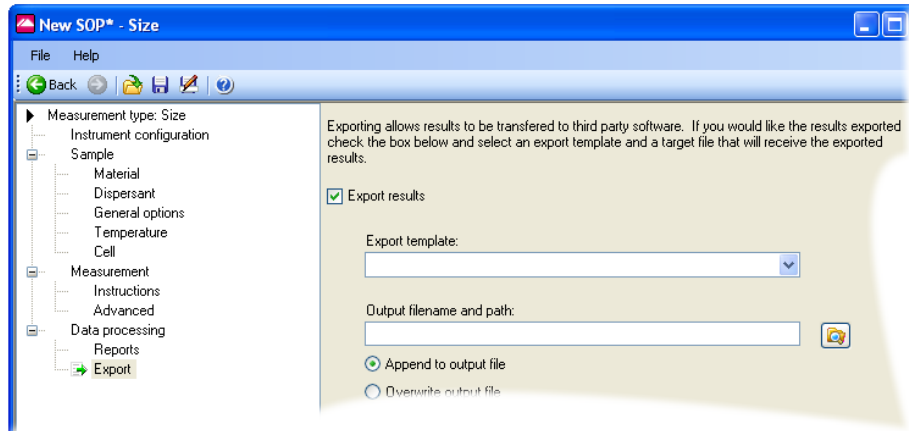 New SOP* - Size
File Help
Back
Measurement type: Size
Instrument configuration
Sample
Material
Dispersant
General options
Temperature
Cell
Measurement
Instructions
Advanced
Data processing
Reports
Export
Exporting allows results to be transfered to third party software. If you would like the results exported
check the box below and select an export template and a target file that will receive the exported
results.
Export results
Export template:
Output filename and path:
Append to output file
Overwrite output file